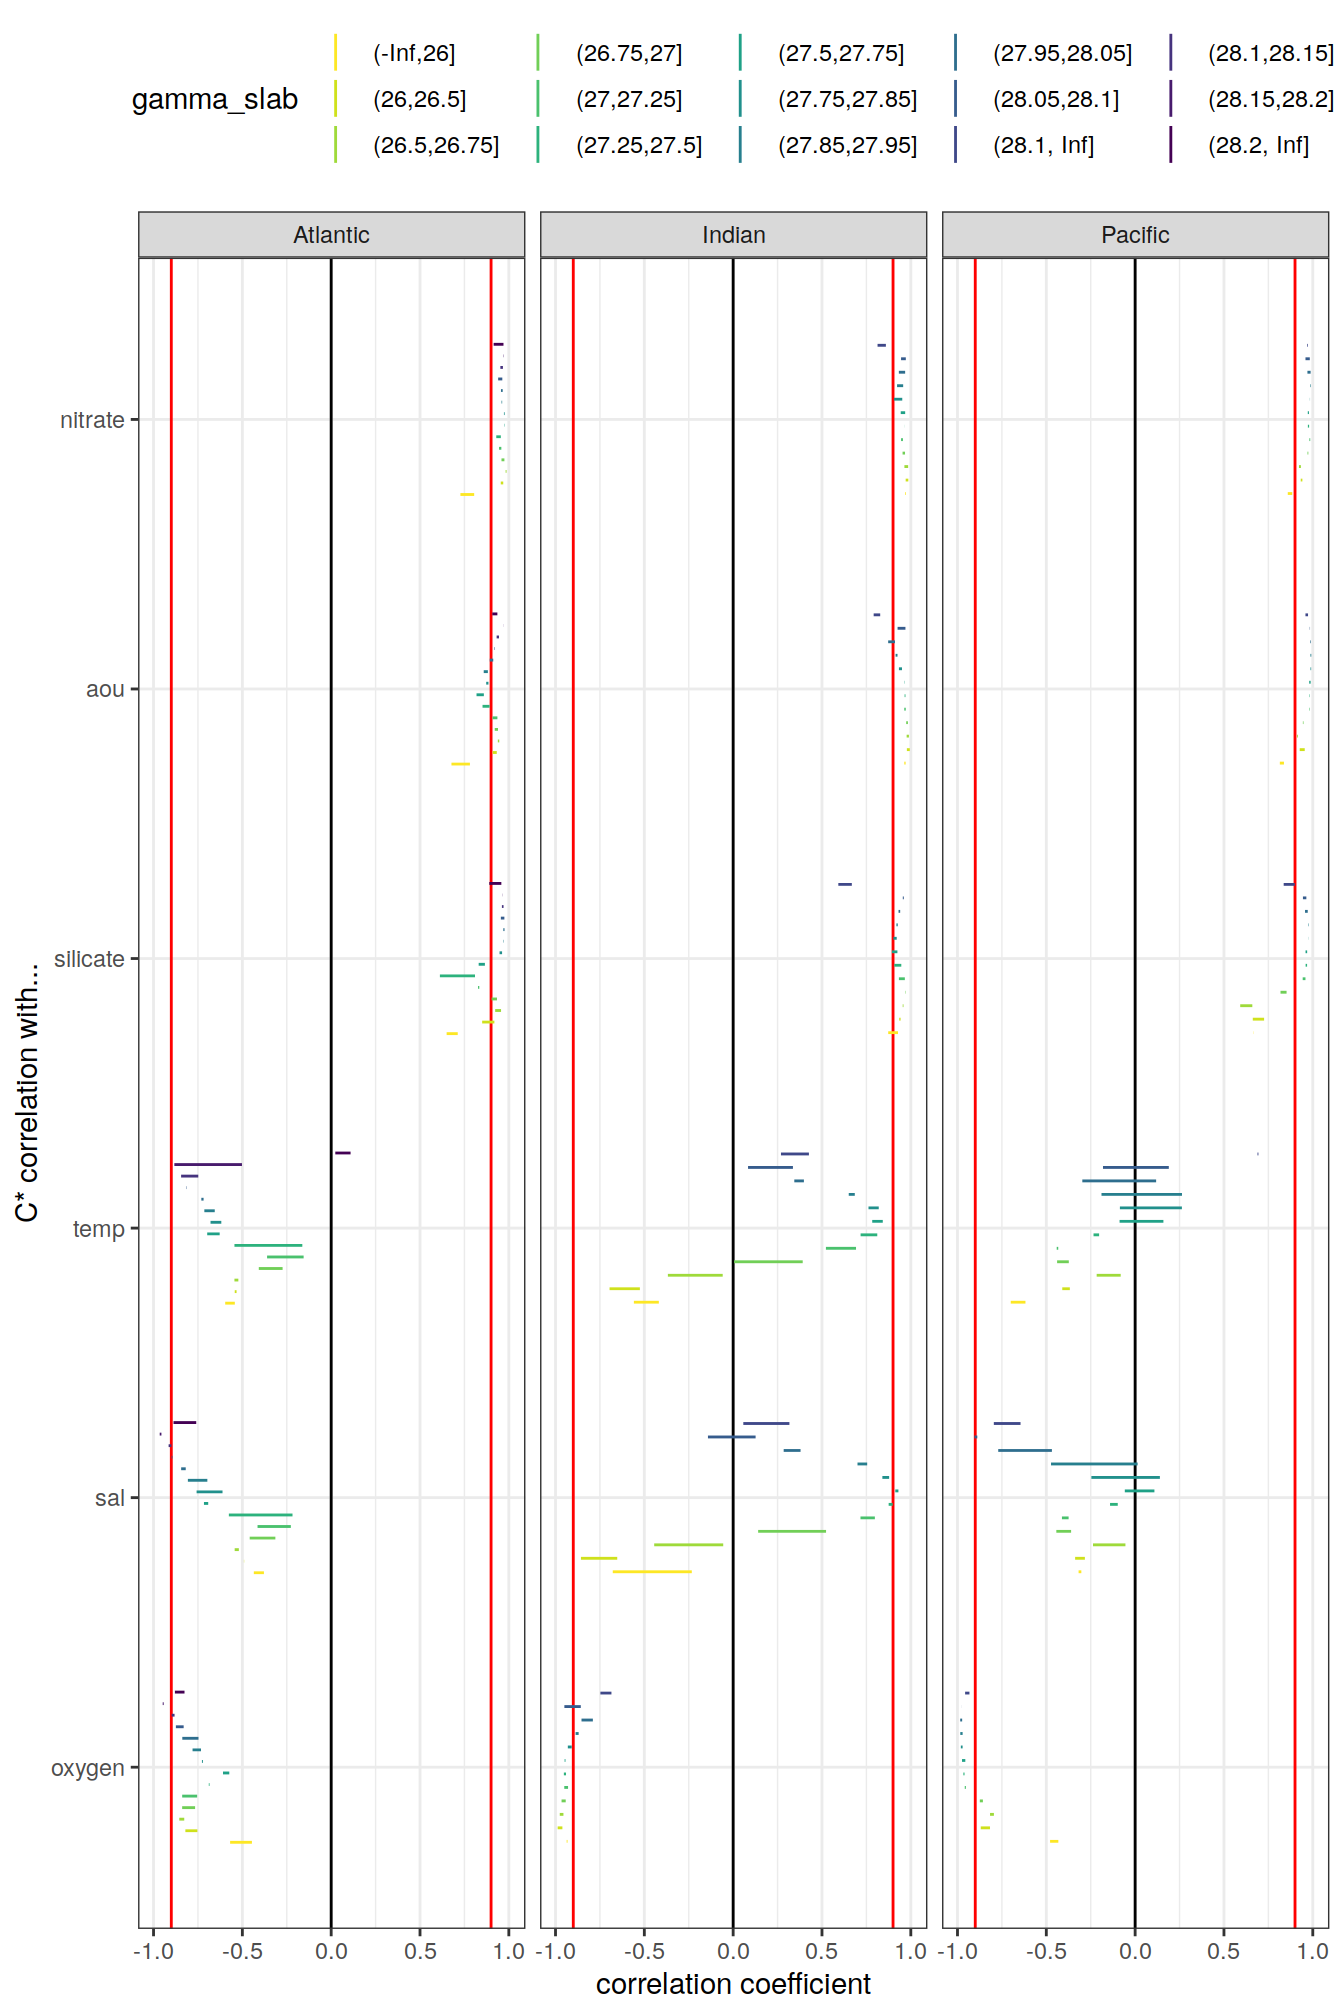 gamma_slab
(-Inf,26] (26.75,27] (27.5,27.75] (27.95,28.05] (28.1,28.15]
(26,26.5] (27,27.25] (27.75,27.85] (28.05,28.1] (28.15,28.2]
(26.5,26.75] (27.25,27.5] (27.85,27.95] (28.1, Inf] (28.2, Inf]
Atlantic Indian Pacific
C* correlation with...
nitrate
aou
silicate
temp
sal
oxygen
-1.0 -0.5 0.0 0.5 1.0 -1.0 -0.5 0.0 0.5 1.0 -1.0 -0.5 0.0 0.5 1.0
correlation coefficient